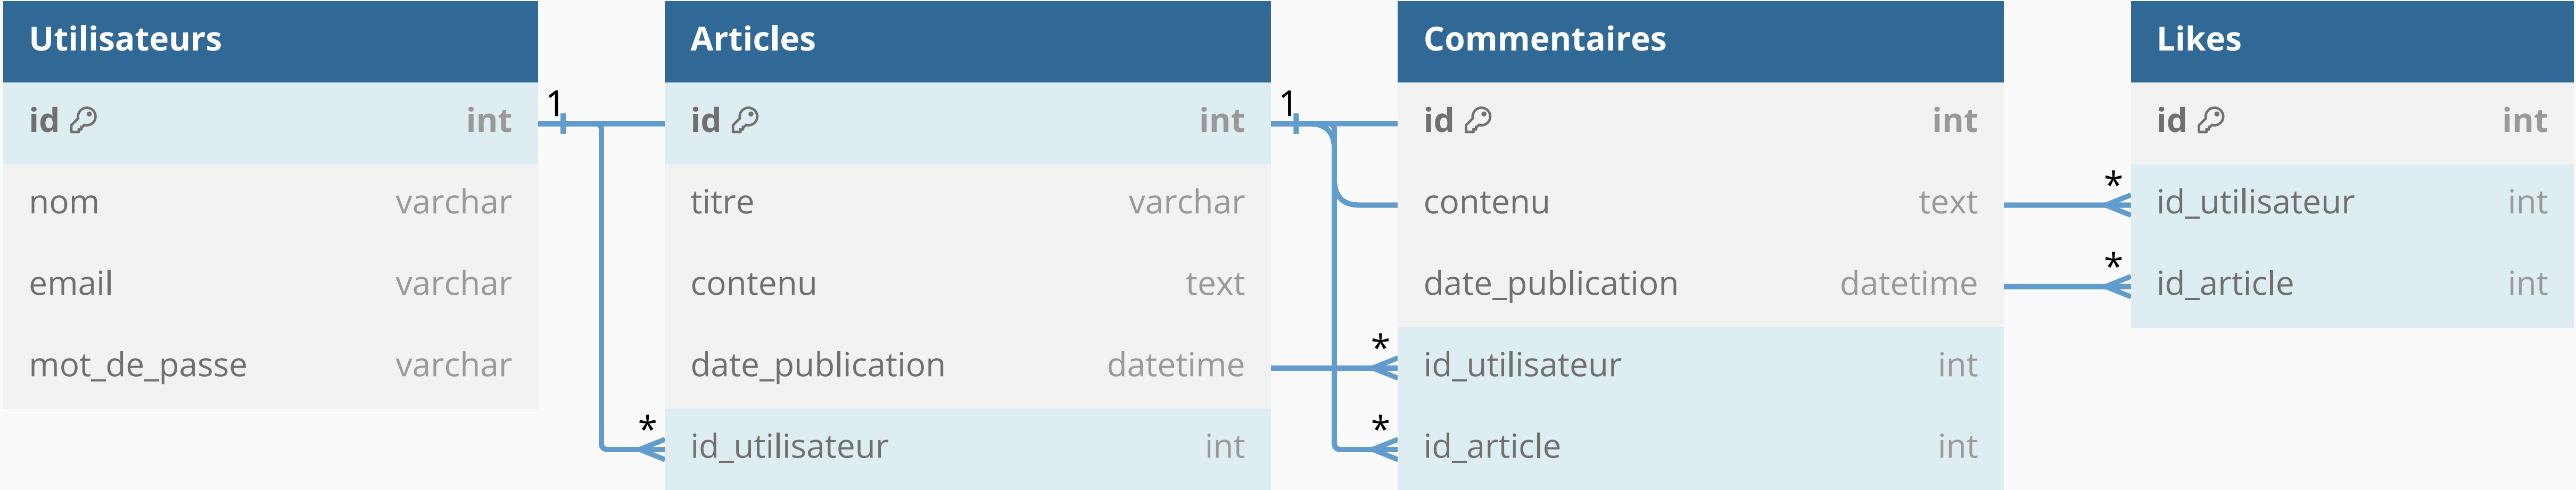 Utilisateurs
id int
nom varchar
email varchar
mot_de_passe varchar
1
*
Articles
id int
titre varchar
contenu text
date_publication datetime
id_utilisateur int
1
*
*
Commentaires
id int
contenu text
date_publication datetime
id_utilisateur int
id_article int
*
*
Likes
id int
id_utilisateur int
id_article int